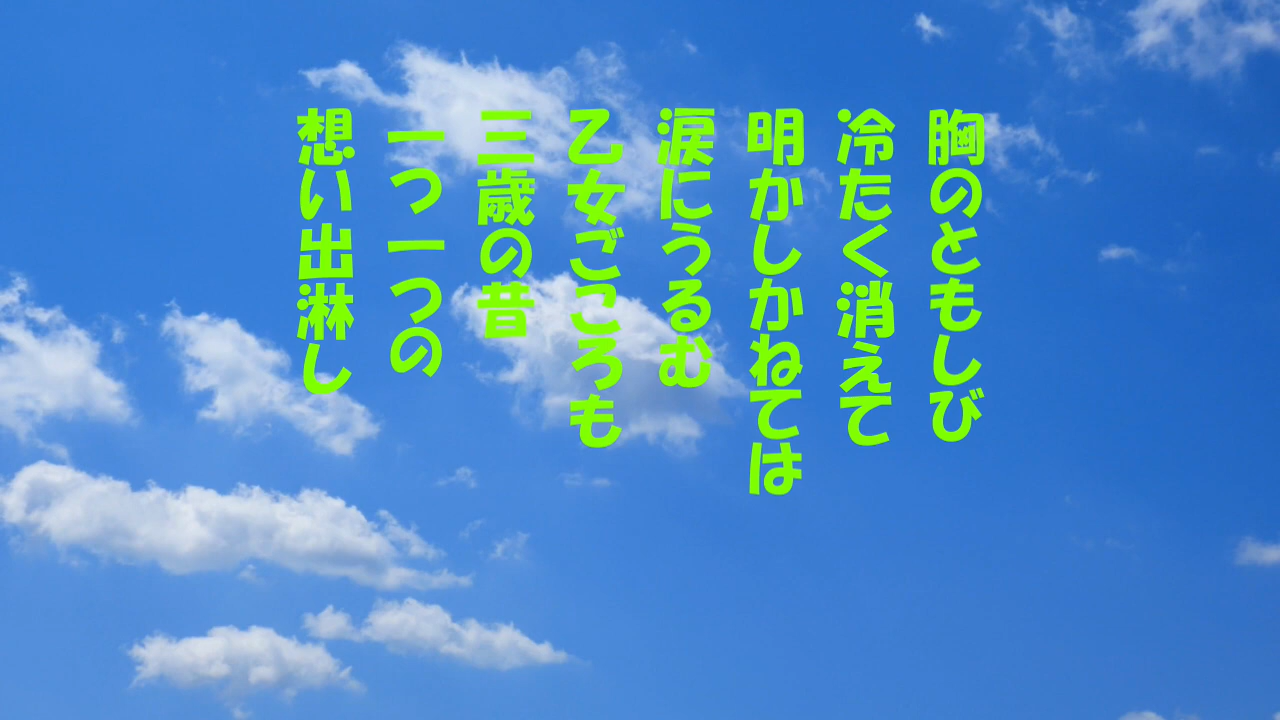 胸のともしび
冷たく消えて
明かしかねては
涙にうるむ
乙女ごころも
三歳の昔
一つ一つの
想い出淋し